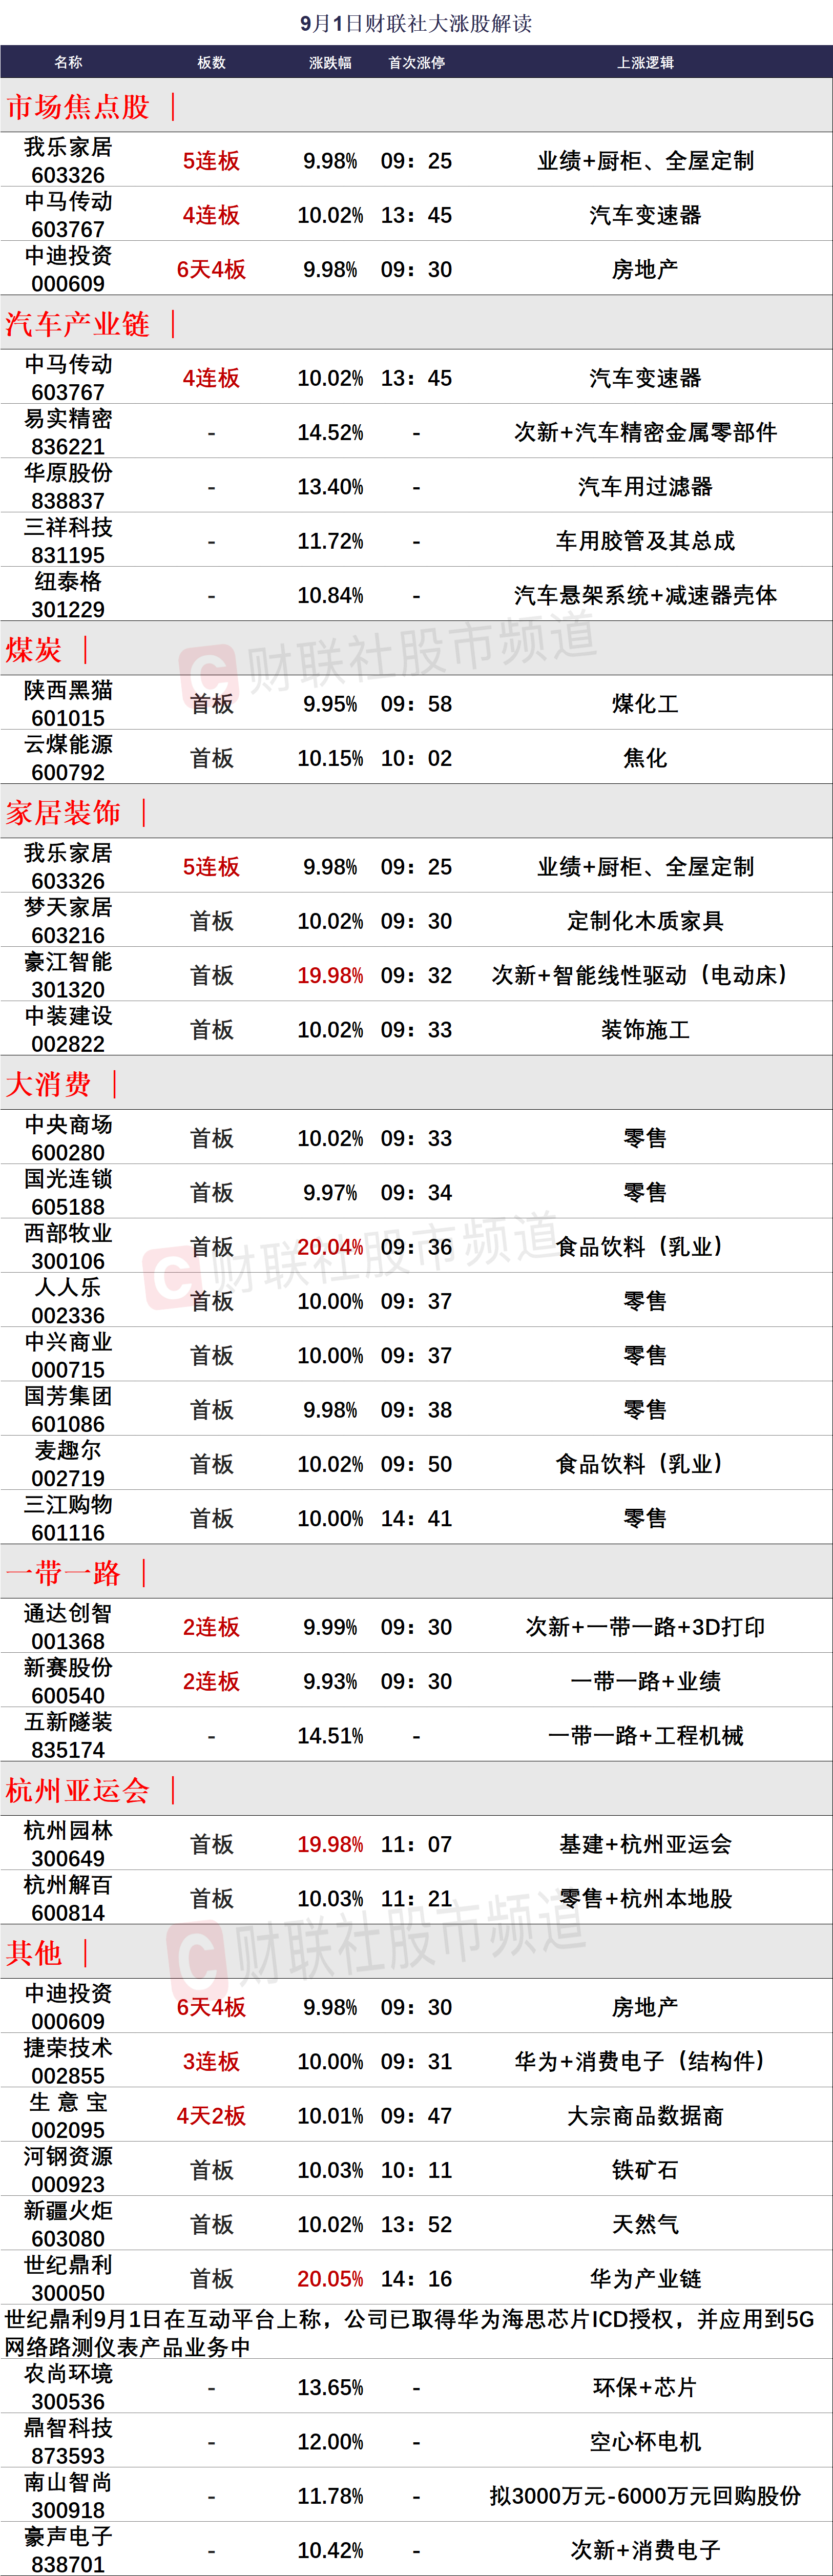 9月1日财联社大涨股解读
名称 板数 涨跌幅 首次涨停 上涨逻辑
市场焦点股 |
我乐家居
603326 5连板 9.98% 09：25 业绩+厨柜、全屋定制
中马传动
603767 4连板 10.02% 13：45 汽车变速器
中迪投资
000609 6天4板 9.98% 09：30 房地产
汽车产业链 |
中马传动
603767 4连板 10.02% 13：45 汽车变速器
易实精密
836221 - 14.52% - 次新+汽车精密金属零部件
华原股份
838837 - 13.40% - 汽车用过滤器
三祥科技
831195 - 11.72% - 车用胶管及其总成
纽泰格
301229 - 10.84% - 汽车悬架系统+减速器壳体
煤炭 |
财联社股市频道
陕西黑猫
601015 首板 9.95% 09：58 煤化工
云煤能源
600792 首板 10.15% 10：02 焦化
家居装饰 |
我乐家居
603326 5连板 9.98% 09：25 业绩+厨柜、全屋定制
梦天家居
603216 首板 10.02% 09：30 定制化木质家具
豪江智能
301320 首板 19.98% 09：32 次新+智能线性驱动（电动床）
中装建设
002822 首板 10.02% 09：33 装饰施工
大消费 |
中央商场
600280 首板 10.02% 09：33 零售
国光连锁
605188 首板 9.97% 09：34 零售
西部牧业
300106 首板 20.04% 09：36 食品饮料（乳业）
财联社股市频道
人人乐
002336 首板 10.00% 09：37 零售
中兴商业
000715 首板 10.00% 09：37 零售
国芳集团
601086 首板 9.98% 09：38 零售
麦趣尔
002719 首板 10.02% 09：50 食品饮料（乳业）
三江购物
601116 首板 10.00% 14：41 零售
一带一路 |
通达创智
001368 2连板 9.99% 09：30 次新+一带一路+3D打印
新赛股份
600540 2连板 9.93% 09：30 一带一路+业绩
五新隧装
835174 - 14.51% - 一带一路+工程机械
杭州亚运会 |
杭州园林
300649 首板 19.98% 11：07 基建+杭州亚运会
杭州解百
600814 首板 10.03% 11：21 零售+杭州本地股
财联社股市频道
其他 |
中迪投资
000609 6天4板 9.98% 09：30 房地产
捷荣技术
002855 3连板 10.00% 09：31 华为+消费电子（结构件）
生 意 宝
002095 4天2板 10.01% 09：47 大宗商品数据商
河钢资源
000923 首板 10.03% 10：11 铁矿石
新疆火炬
603080 首板 10.02% 13：52 天然气
世纪鼎利
300050 首板 20.05% 14：16 华为产业链
世纪鼎利9月1日在互动平台上称，公司已取得华为海思芯片ICD授权，并应用到5G
网络路测仪表产品业务中
农尚环境
300536 - 13.65% - 环保+芯片
鼎智科技
873593 - 12.00% - 空心杯电机
南山智尚
300918 - 11.78% - 拟3000万元-6000万元回购股份
豪声电子
838701 - 10.42% - 次新+消费电子